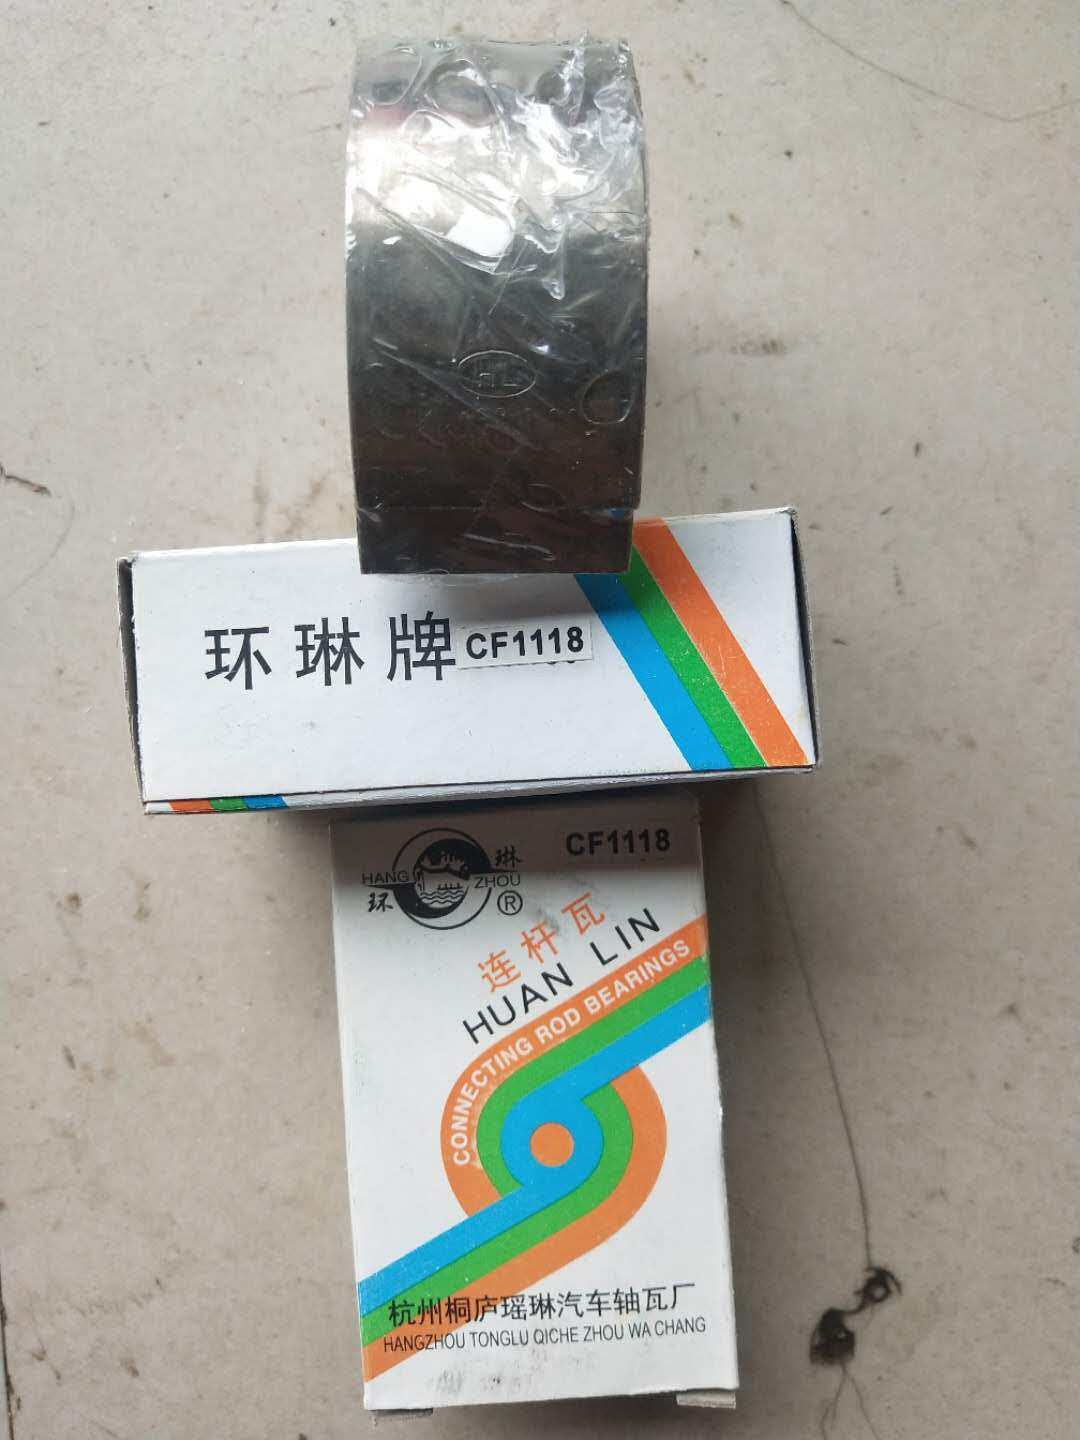 HL
环琳牌
CF1118
CF1118
琳
HANG ZHOU
环
®
连杆瓦
HUAN LIN
CONNECTING ROD BEARINGS
杭州桐庐瑶琳汽车轴瓦厂
HANGZHOU TONGLU QICHE ZHOU WA CHANG